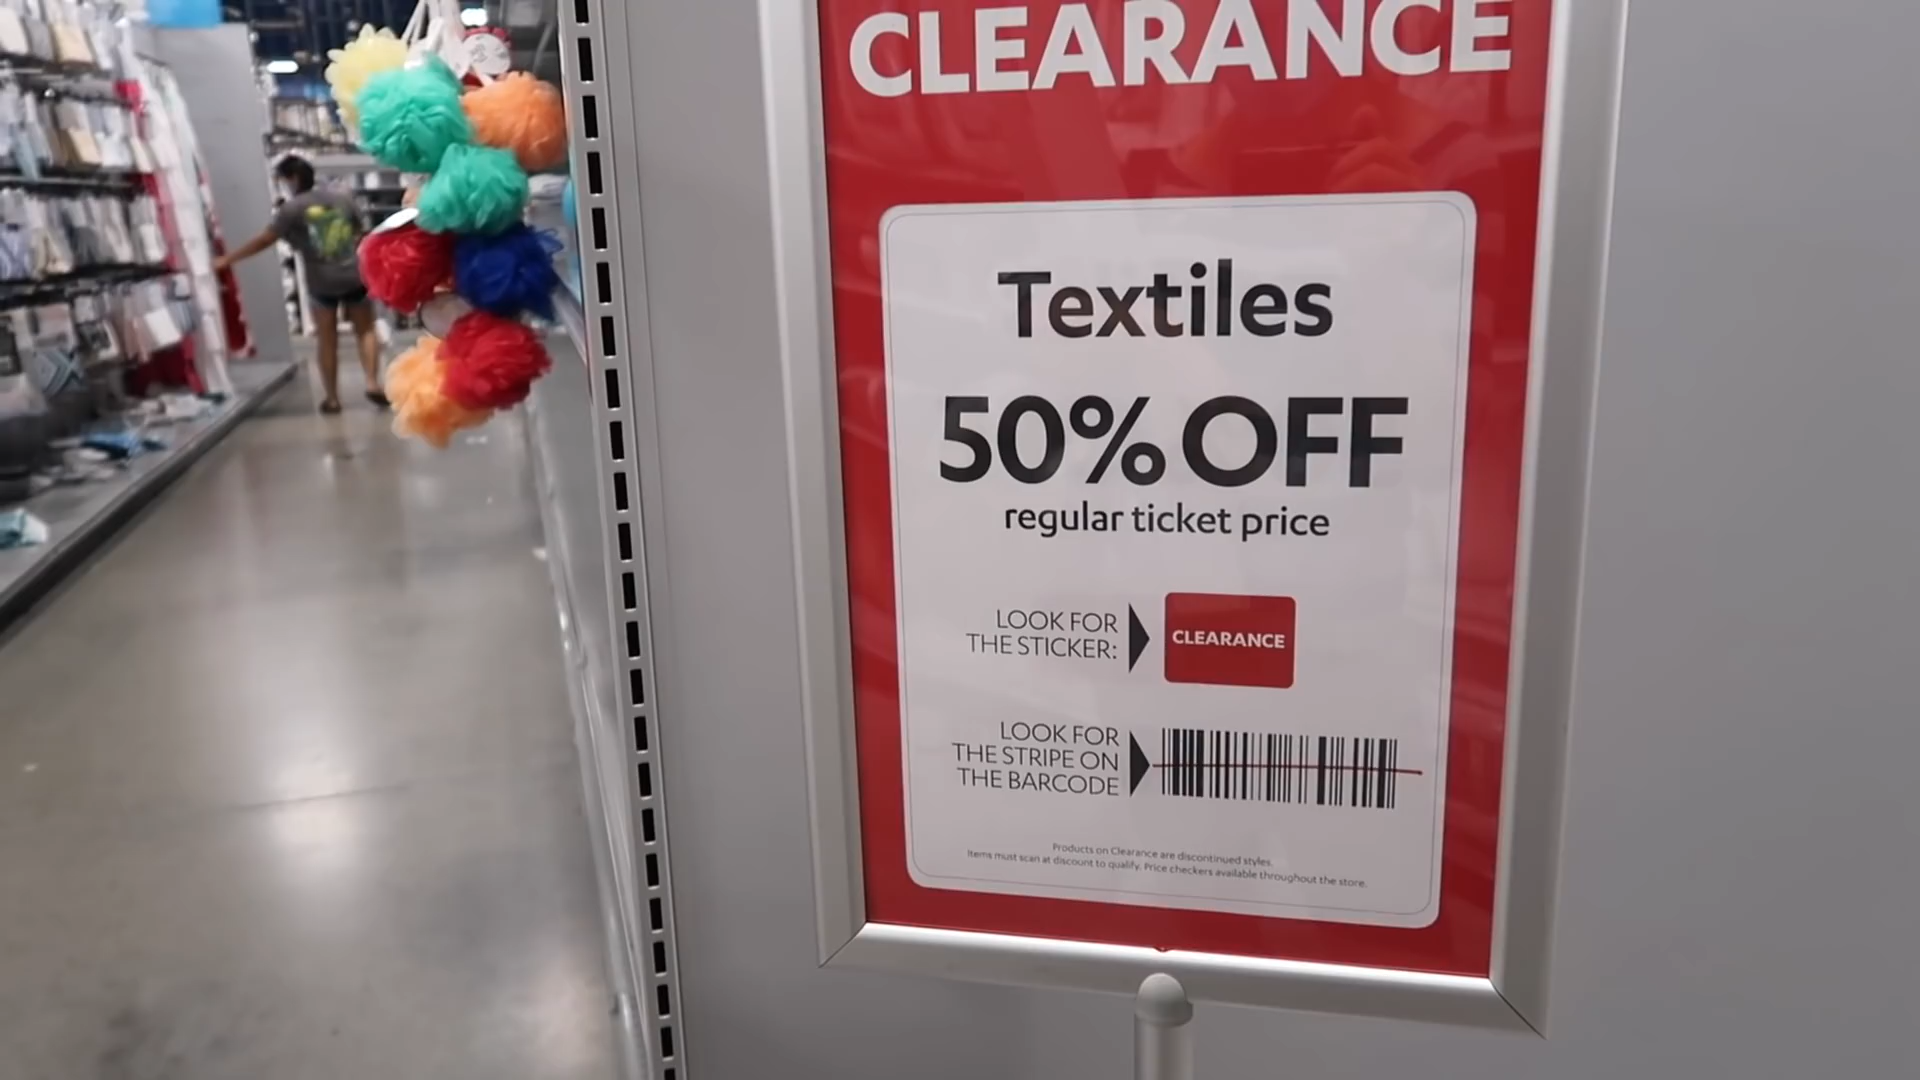 CLEARANCE
Textiles
50% OFF
regular ticket price
LOOK FOR
THE STICKER:
CLEARANCE
LOOK FOR
THE STRIPE ON
THE BARCODE
Products on Clearance are discontinued styles.
Items must scan at discount to qualify. Price checkers available throughout the store.